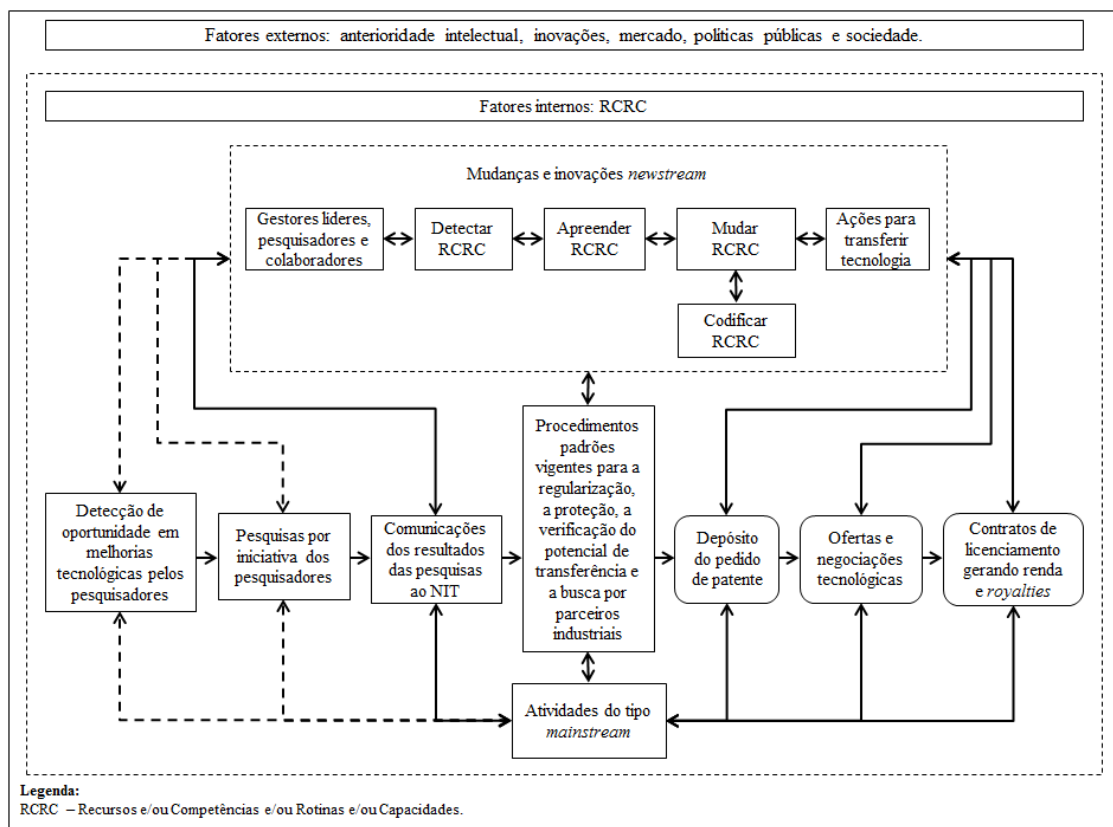 Fatores externos: anterioridade intelectual, inovações, mercado, políticas públicas e sociedade.
Fatores internos: RCRC
Mudanças e inovações newstream
Gestores líderes,
pesquisadores e
colaboradores
Detectar
RCRC
Apreender
RCRC
Mudar
RCRC
Ações para
transferir
tecnologia
Codificar
RCRC
Detecção de
oportunidade em
melhorias
tecnológicas pelos
pesquisadores
Pesquisas por
iniciativa dos
pesquisadores
Comunicações
dos resultados
das pesquisas
ao NIT
Procedimentos
padrões
vigentes para a
regularização,
a proteção, a
verificação do
potencial de
transferência e
a busca por
parceiros
industriais
Depósito
do pedido
de patente
Ofertas e
negociações
tecnológicas
Contratos de
licenciamento
gerando renda
e royalties
Atividades do tipo
mainstream
Legenda:
RCRC – Recursos e/ou Competências e/ou Rotinas e/ou Capacidades.